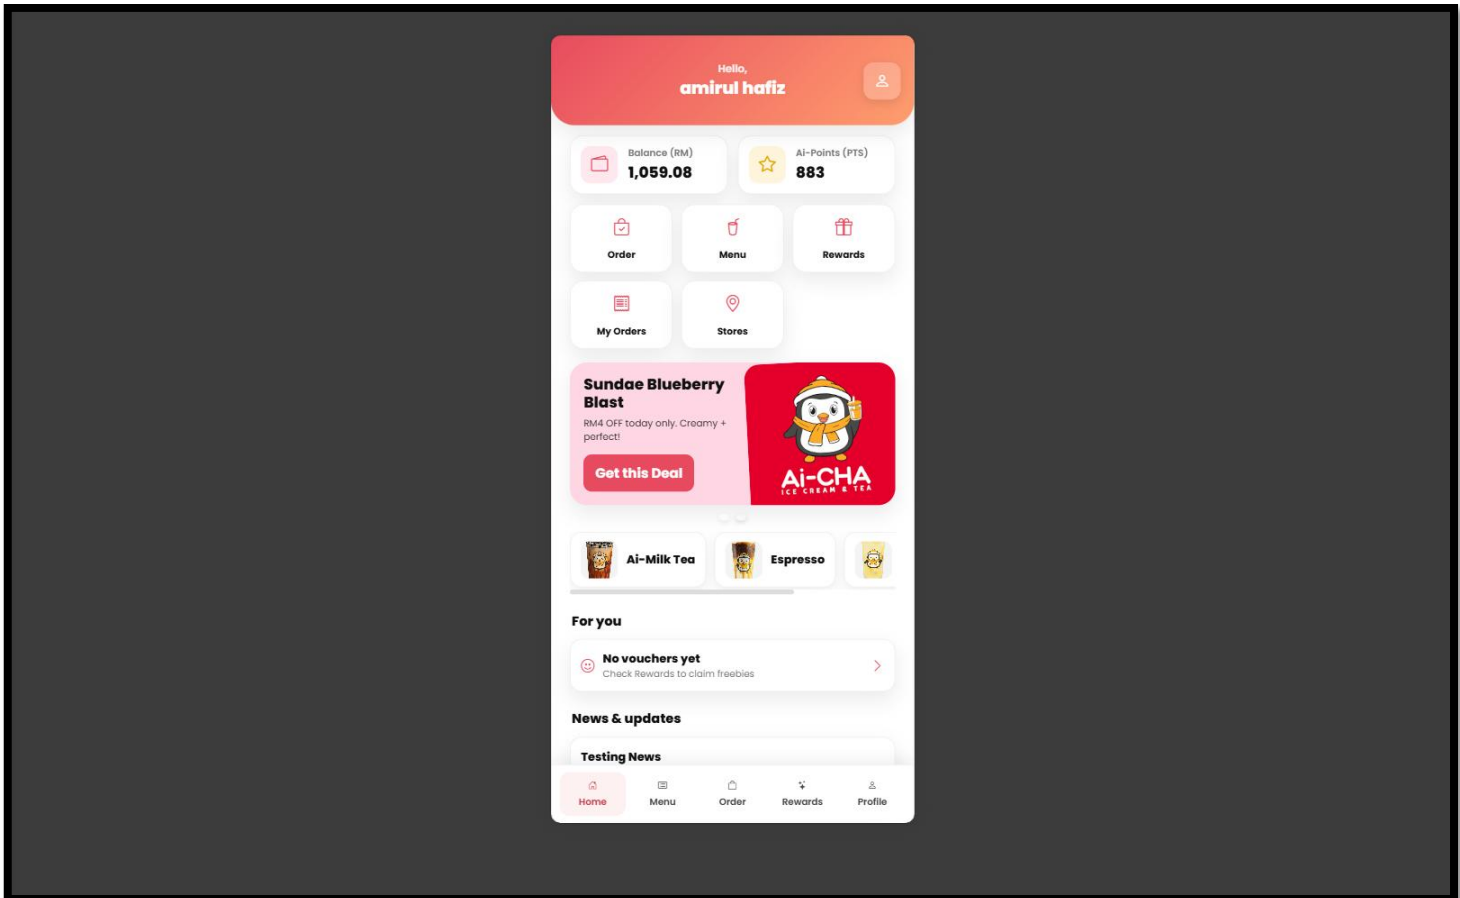 Hello,
amirul hafiz
Balance (RM)
1,059.08
Ai-Points (PTS)
883
Order
Menu
Rewards
My Orders
Stores
Sundae Blueberry
Blast
RM4 OFF today only. Creamy +
perfect!
Get this Deal
Ai-CHA
ICE CREAM & TEA
Ai-Milk Tea
Espresso
For you
No vouchers yet
Check Rewards to claim freebies
News & updates
Testing News
Home
Menu
Order
Rewards
Profile